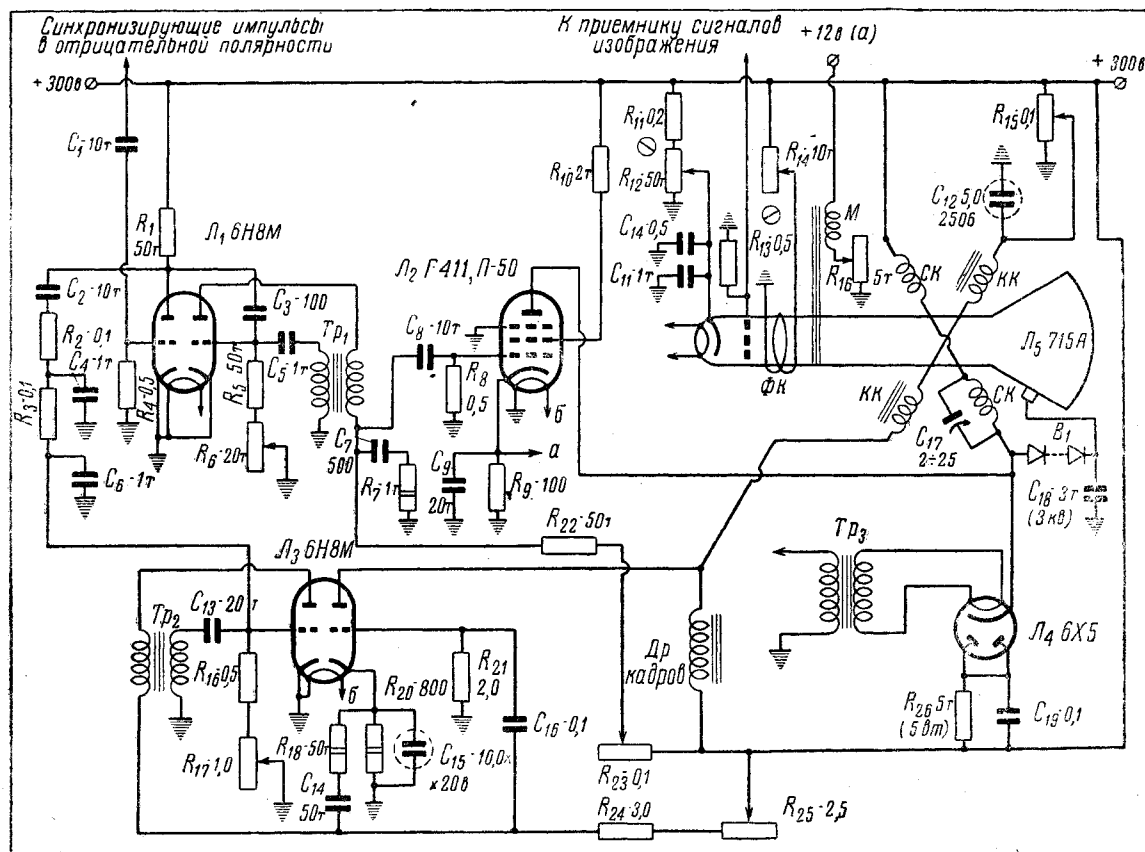 Синхронизирующие импульсы
в отрицательной полярности
К приемнику сигналов
изображения
+12в (а)
+300в
+300в
C₁-10т
R₁
50т
Л₁ 6Н8М
C₂-10т
R₂-0,1
C₄-1т
R₃-0,1
C₆-1т
R₄-0,5
C₃-100
50т
R₅
C₅-1т
R₆-20т
Тр₁
Л₂ Г-411, П-50
C₈-10т
R₈
0,5
C₇
500
R₇-1т
C₉
20т
R₉-100
а
б
R₁₀-2т
R₁₁-0,2
R₁₂-50т
C₁₄-0,5
C₁₁-1т
R₁₃-0,5
R₁₄-10т
ФК
М
R₁₆
5т
R₁₅-0,1
C₁₂ 5,0
250в
СК
КК
КК
СК
Л₅ 715А
C₁₇
2÷25
В₁
C₁₈-3т
(3кв)
R₂₂-50т
Л₃ 6Н8М
Тр₂
C₁₃-20т
R₁₆-0,5
R₁₇-1,0
б
R₂₀-800
R₁₈-50т
C₁₄
50т
C₁₅-10,0×
×20в
R₂₁
2,0
C₁₆-0,1
Др
кадров
R₂₃-0,1
R₂₄-3,0
R₂₅-2,5
Тр₃
Л₄ 6Х5
R₂₆ 5т
(5вт)
C₁₉-0,1